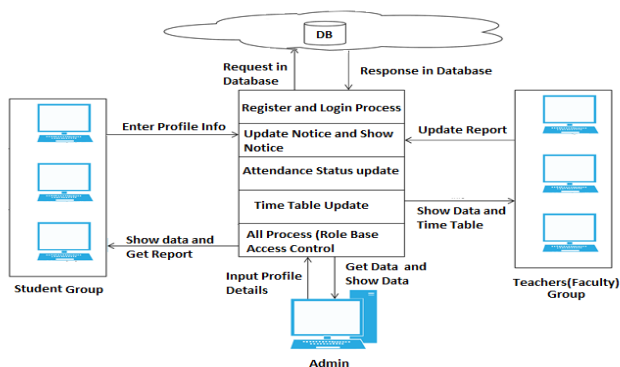 DB
Request in
Database
Response in Database
Register and Login Process
Enter Profile Info
Update Notice and Show
Notice
Update Report
Attendance Status update
Time Table Update
Show Data and
Time Table
Show data and
Get Report
All Process (Role Base
Access Control
Student Group
Input Profile
Details
Get Data and
Show Data
Teachers(Faculty)
Group
Admin